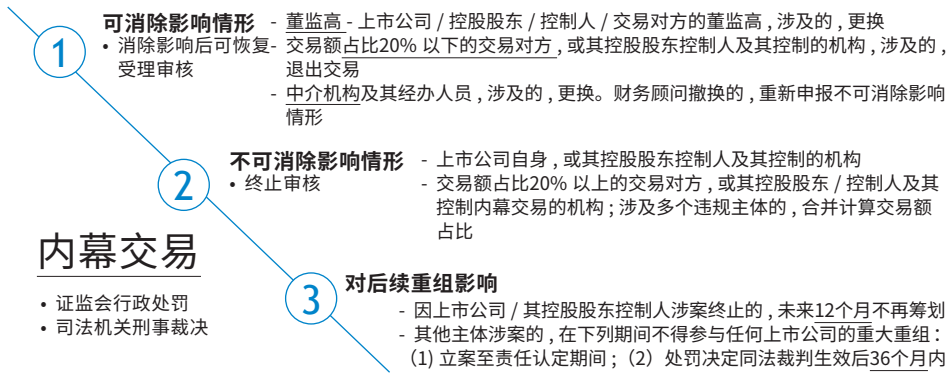 1
可消除影响情形
• 消除影响后可恢复
受理审核
- 董监高 - 上市公司 / 控股股东 / 控制人 / 交易对方的董监高 , 涉及的 , 更换
- 交易额占比20% 以下的交易对方 , 或其控股股东控制人及其控制的机构 , 涉及的 ,
退出交易
- 中介机构及其经办人员 , 涉及的 , 更换。财务顾问撤换的 , 重新申报不可消除影响
情形
2
不可消除影响情形
• 终止审核
- 上市公司自身 , 或其控股股东控制人及其控制的机构
- 交易额占比20% 以上的交易对方 , 或其控股股东 / 控制人及其
控制内幕交易的机构 ; 涉及多个违规主体的 , 合并计算交易额
占比
内幕交易
• 证监会行政处罚
• 司法机关刑事裁决
3
对后续重组影响
- 因上市公司 / 其控股股东控制人涉案终止的 , 未来12个月不再筹划
- 其他主体涉案的 , 在下列期间不得参与任何上市公司的重大重组 :
（1) 立案至责任认定期间 ;（2）处罚决定同法裁判生效后36个月内